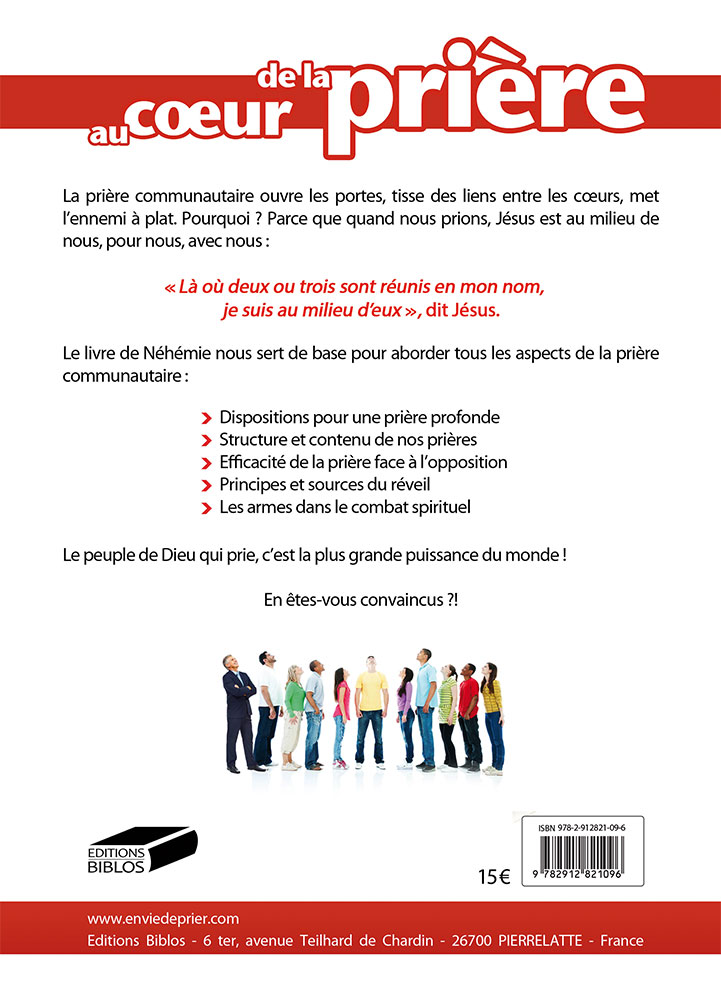 au cœur de la prière
La prière communautaire ouvre les portes, tisse des liens entre les cœurs, met
l'ennemi à plat. Pourquoi ? Parce que quand nous prions, Jésus est au milieu de
nous, pour nous, avec nous :
« Là où deux ou trois sont réunis en mon nom,
je suis au milieu d'eux », dit Jésus.
Le livre de Néhémie nous sert de base pour aborder tous les aspects de la prière
communautaire :
Dispositions pour une prière profonde
Structure et contenu de nos prières
Efficacité de la prière face à l'opposition
Principes et sources du réveil
Les armes dans le combat spirituel
Le peuple de Dieu qui prie, c'est la plus grande puissance du monde !
En êtes-vous convaincus ?!
EDITIONS
BIBLOS
15 €
ISBN 978-2-912821-09-6
9 782912 821096
www.enviedeprier.com
Editions Biblos - 6 ter, avenue Teilhard de Chardin - 26700 PIERRELATTE - France